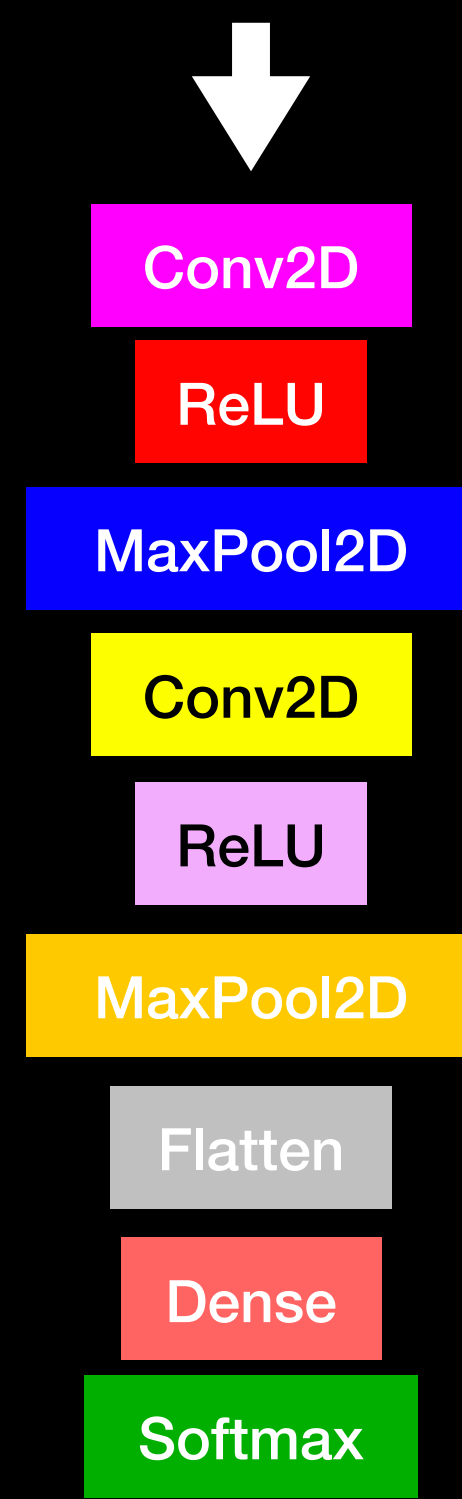 Conv2D
ReLU
MaxPool2D
Conv2D
ReLU
MaxPool2D
Flatten
Dense
Softmax